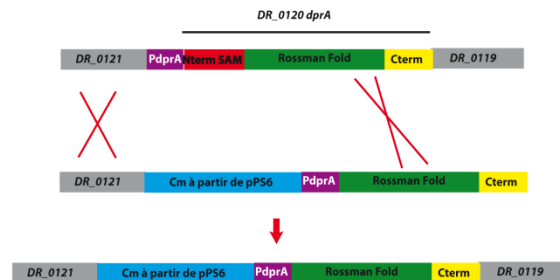 DR_0120 dprA
DR_0121 PdprA Nterm SAM Rossman Fold Cterm DR_0119
DR_0121 Cm à partir de pPS6 PdprA Rossman Fold Cterm
DR_0121 Cm à partir de pPS6 PdprA Rossman Fold Cterm DR_0119